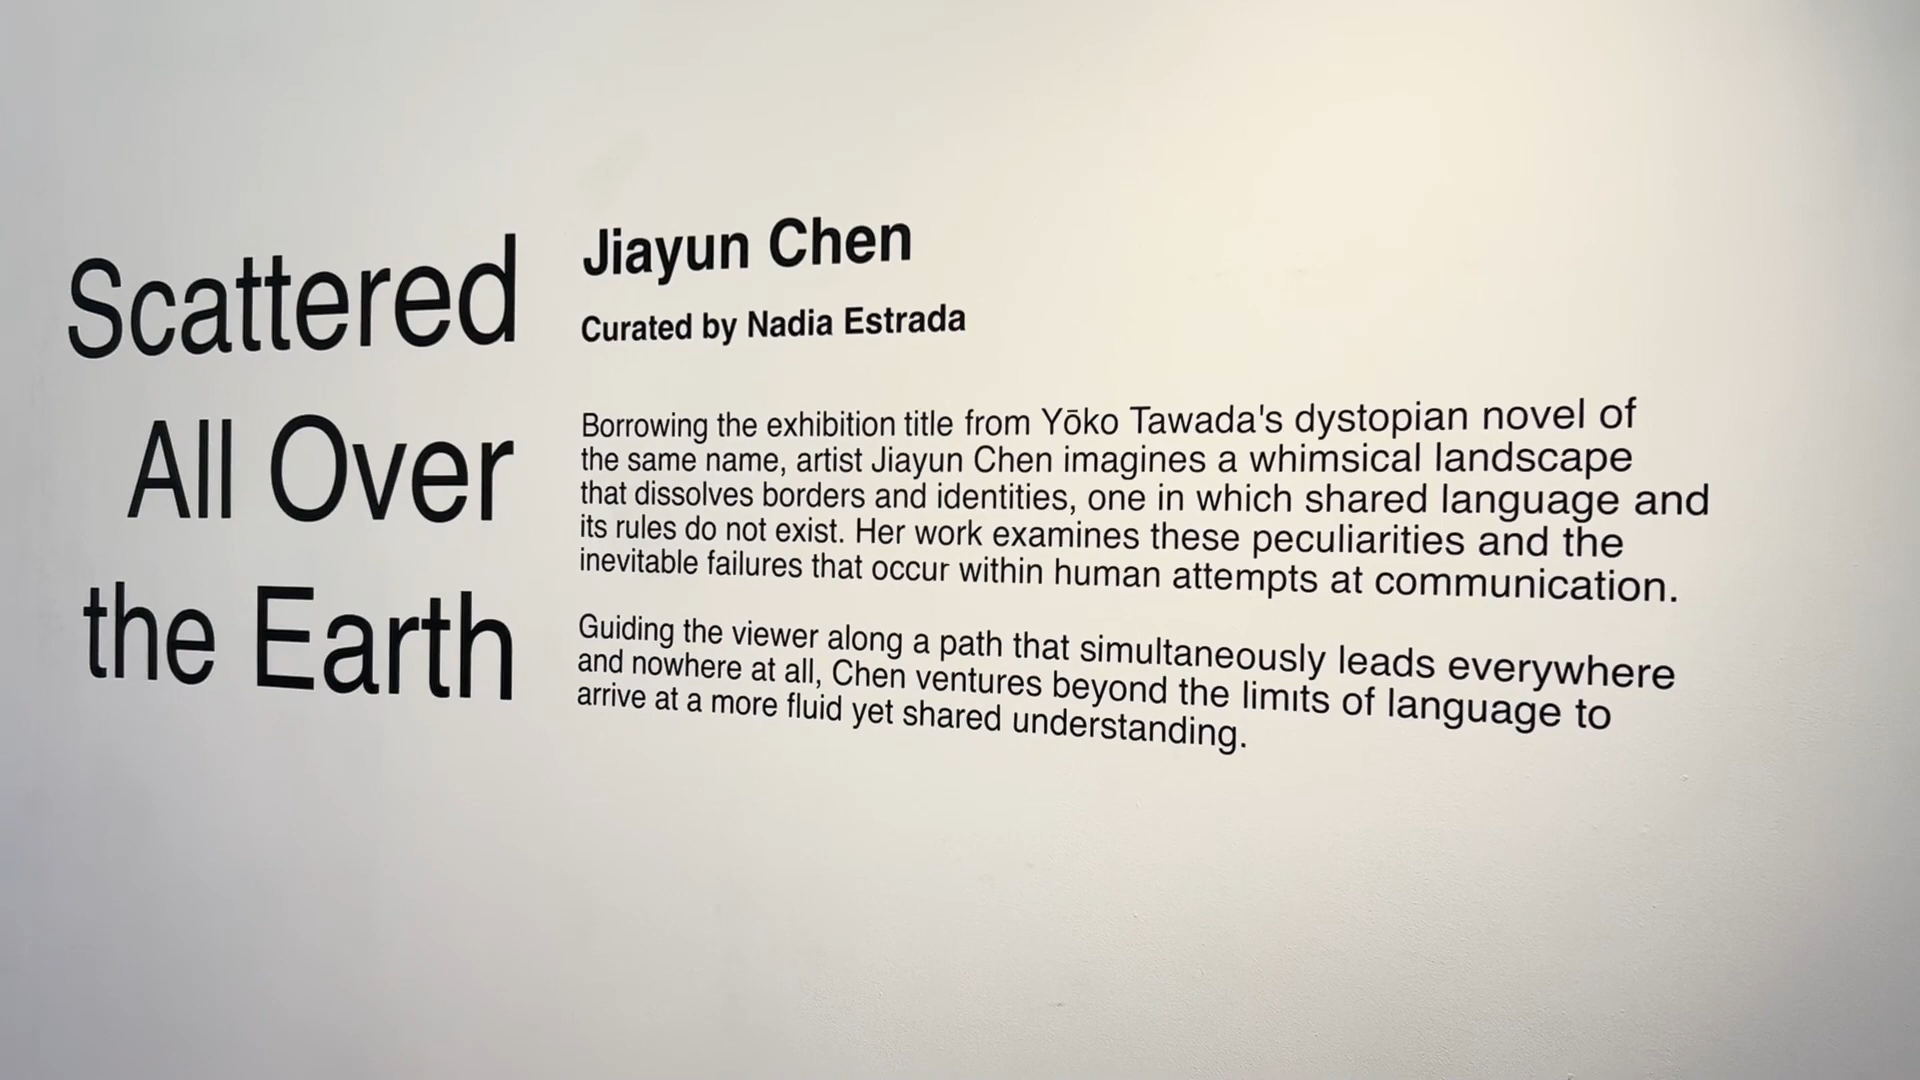 Scattered
All Over
the Earth
Jiayun Chen
Curated by Nadia Estrada
Borrowing the exhibition title from Yōko Tawada's dystopian novel of
the same name, artist Jiayun Chen imagines a whimsical landscape
that dissolves borders and identities, one in which shared language and
its rules do not exist. Her work examines these peculiarities and the
inevitable failures that occur within human attempts at communication.
Guiding the viewer along a path that simultaneously leads everywhere
and nowhere at all, Chen ventures beyond the limits of language to
arrive at a more fluid yet shared understanding.